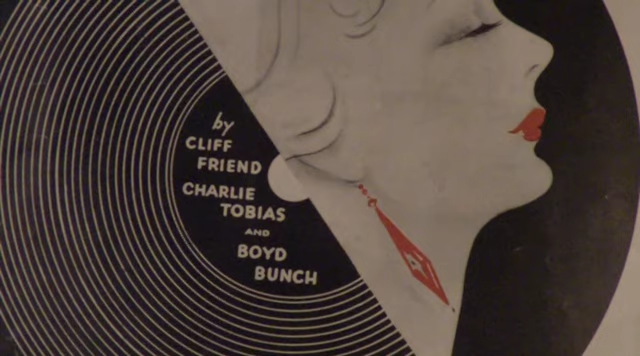 by
CLIFF
FRIEND
CHARLIE
TOBIAS
AND
BOYD
BUNCH